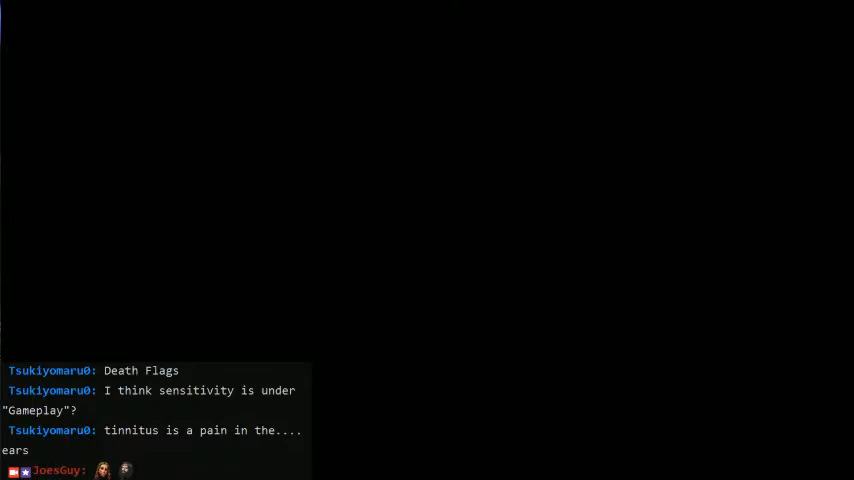 Tsukiyomaru0: Death Flags
Tsukiyomaru0: I think sensitivity is under
"Gameplay"?
Tsukiyomaru0: tinnitus is a pain in the....
ears
JoesGuy: